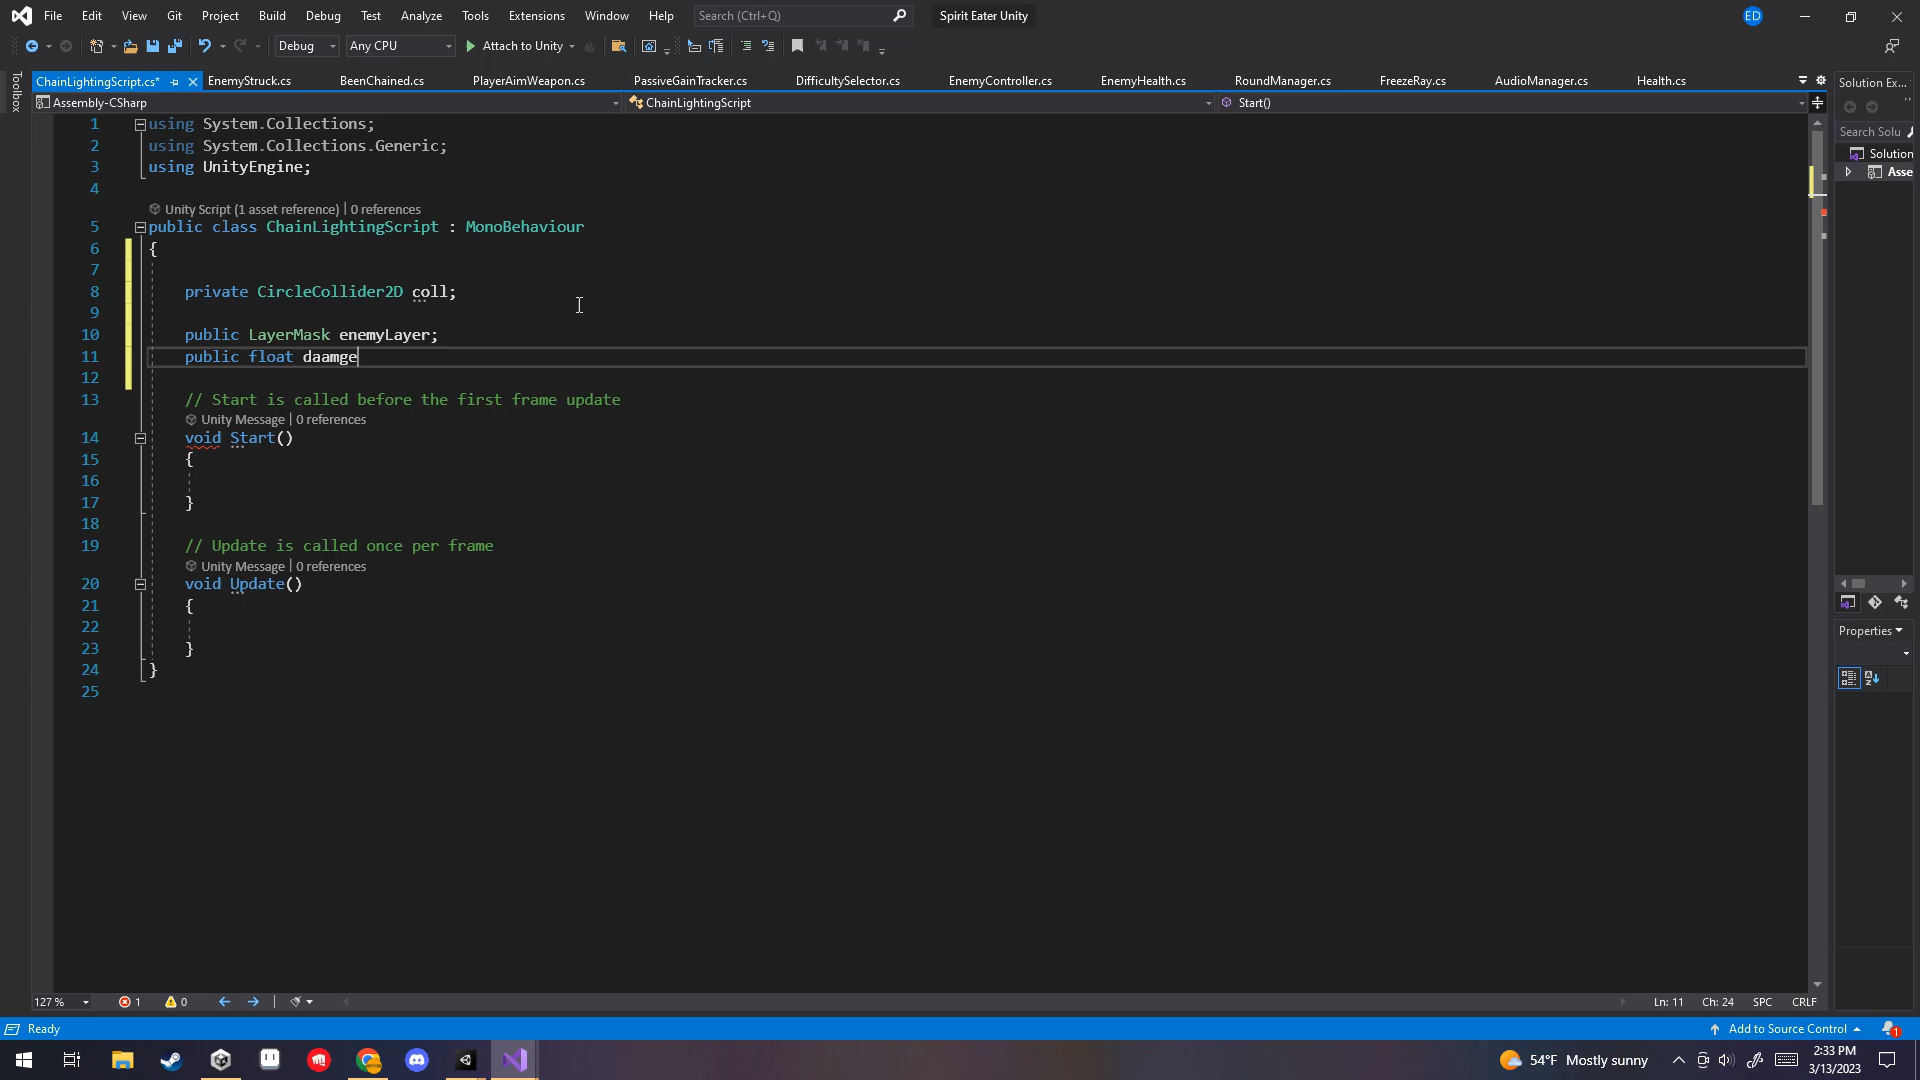 File Edit View Git Project Build Debug Test Analyze Tools Extensions Window Help Search (Ctrl+Q) Spirit Eater Unity ED
Debug Any CPU Attach to Unity
ChainLightingScript.cs* EnemyStruck.cs BeenChained.cs PlayerAimWeapon.cs PassiveGainTracker.cs DifficultySelector.cs EnemyController.cs EnemyHealth.cs RoundManager.cs FreezeRay.cs AudioManager.cs Health.cs
Toolbox
Assembly-CSharp ChainLightingScript Start()
1 using System.Collections;
2 using System.Collections.Generic;
3 using UnityEngine;
4
Unity Script (1 asset reference) | 0 references
5 public class ChainLightingScript : MonoBehaviour
6 {
7
8 private CircleCollider2D coll;
9
10 public LayerMask enemyLayer;
11 public float daamge
12
13 // Start is called before the first frame update
Unity Message | 0 references
14 void Start()
15 {
16
17 }
18
19 // Update is called once per frame
Unity Message | 0 references
20 void Update()
21 {
22
23 }
24 }
25
Solution Ex...
Search Solu
Solution
Asse
Properties
127 % 1 0 Ln: 11 Ch: 24 SPC CRLF
Ready Add to Source Control 1
54°F Mostly sunny 2:33 PM
3/13/2023